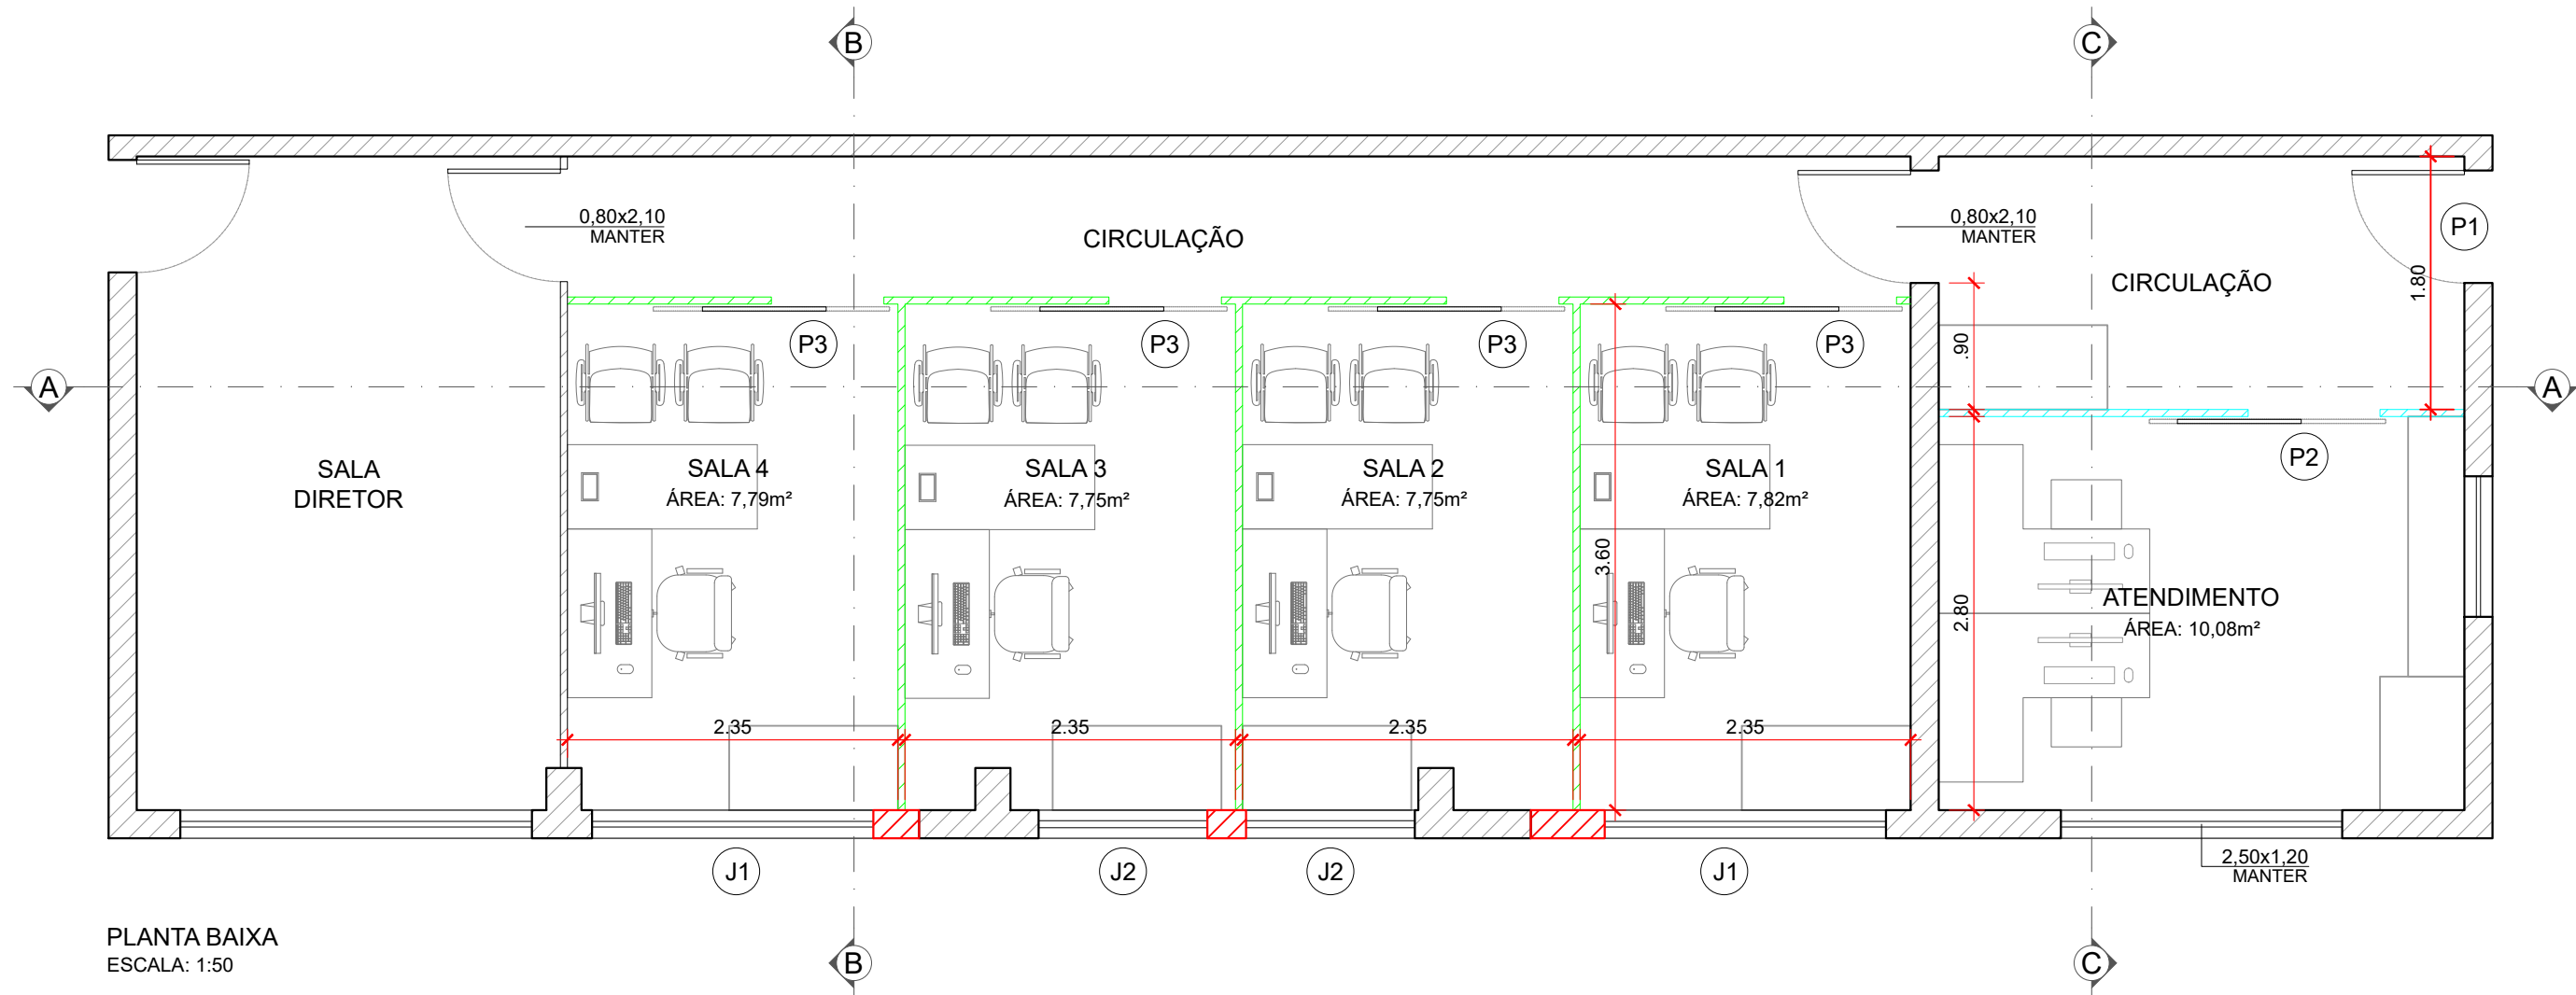 B
C
0,80x2,10
MANTER
CIRCULAÇÃO
0,80x2,10
MANTER
P1
CIRCULAÇÃO
1.80
P3
P3
P3
P3
.90
A
A
SALA
DIRETOR
SALA 4
ÁREA: 7,79m²
SALA 3
ÁREA: 7,75m²
SALA 2
ÁREA: 7,75m²
SALA 1
ÁREA: 7,82m²
P2
3.60
2.80
ATENDIMENTO
ÁREA: 10,08m²
2.35
2.35
2.35
2.35
J1
J2
J2
J1
2,50x1,20
MANTER
PLANTA BAIXA
ESCALA: 1:50
B
C